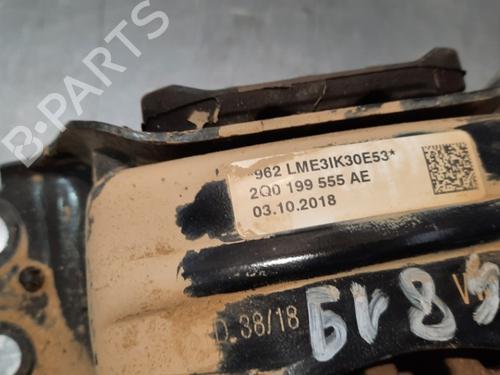 B-PARTS
*962 LME3IK30E53*
2Q0 199 555 AE
03.10.2018
D.38/18